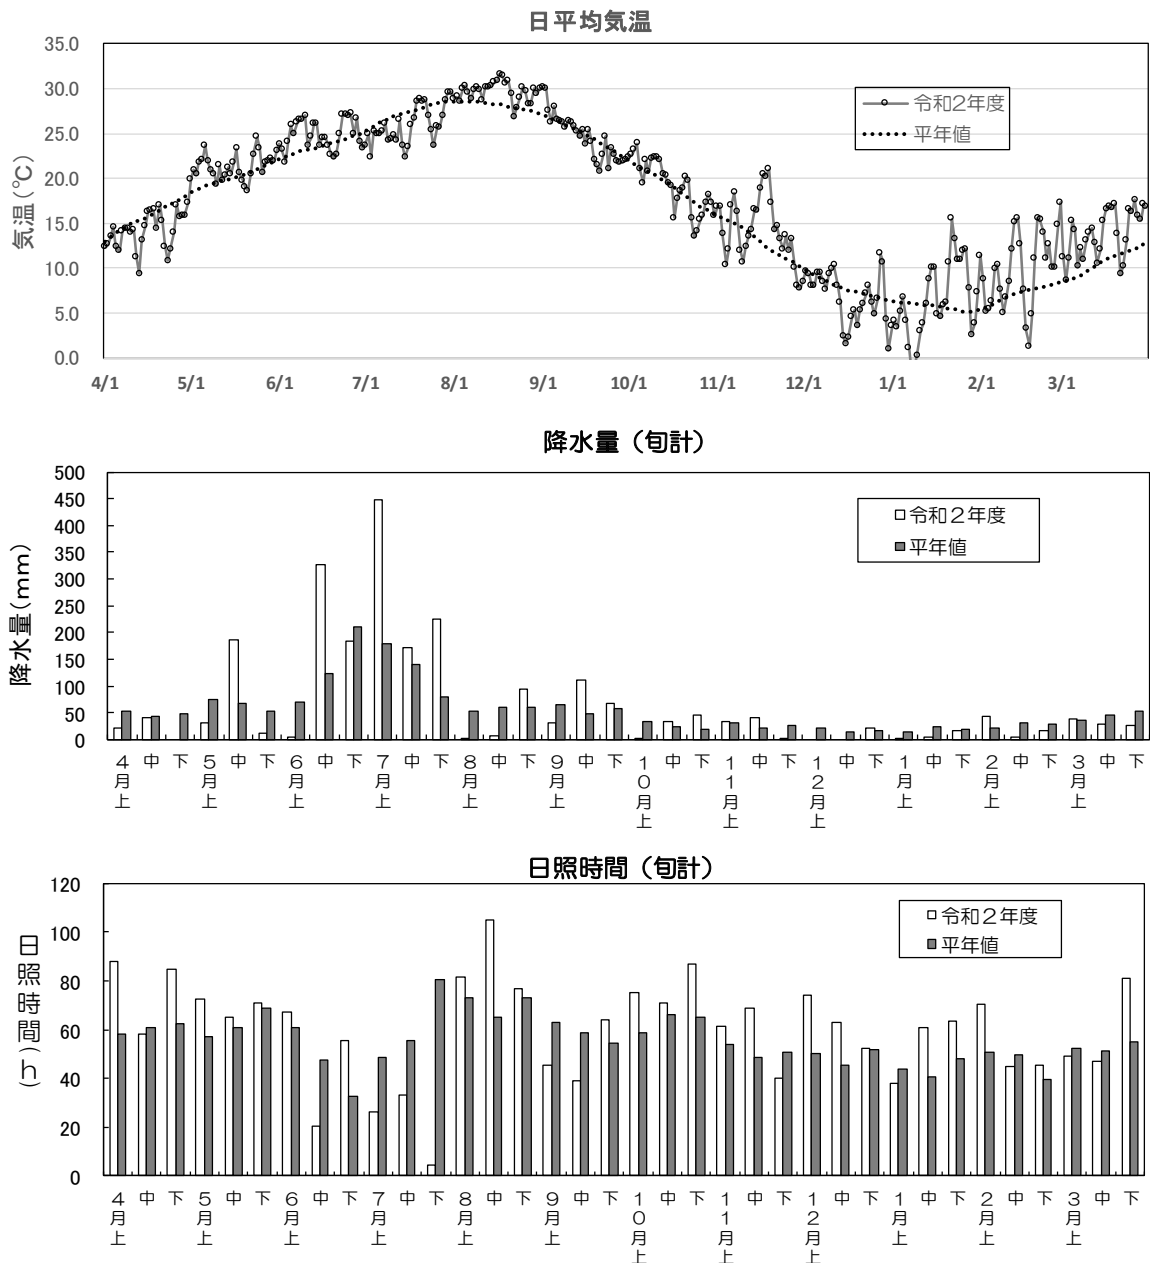 日平均気温
35.0
30.0
25.0
20.0
15.0
10.0
5.0
0.0
気温(℃)
令和2年度
平年値
4/1 5/1 6/1 7/1 8/1 9/1 10/1 11/1 12/1 1/1 2/1 3/1
降水量（旬計）
500
450
400
350
300
250
200
150
100
50
0
降水量(mm)
令和２年度
平年値
4月上 中 下 5月上 中 下 6月上 中 下 7月上 中 下 8月上 中 下 9月上 中 下 10月上 中 下 11月上 中 下 12月上 中 下 1月上 中 下 2月上 中 下 3月上 中 下
日照時間（旬計）
120
100
80
60
40
20
0
日照時間(h)
令和２年度
平年値
4月上 中 下 5月上 中 下 6月上 中 下 7月上 中 下 8月上 中 下 9月上 中 下 10月上 中 下 11月上 中 下 12月上 中 下 1月上 中 下 2月上 中 下 3月上 中 下